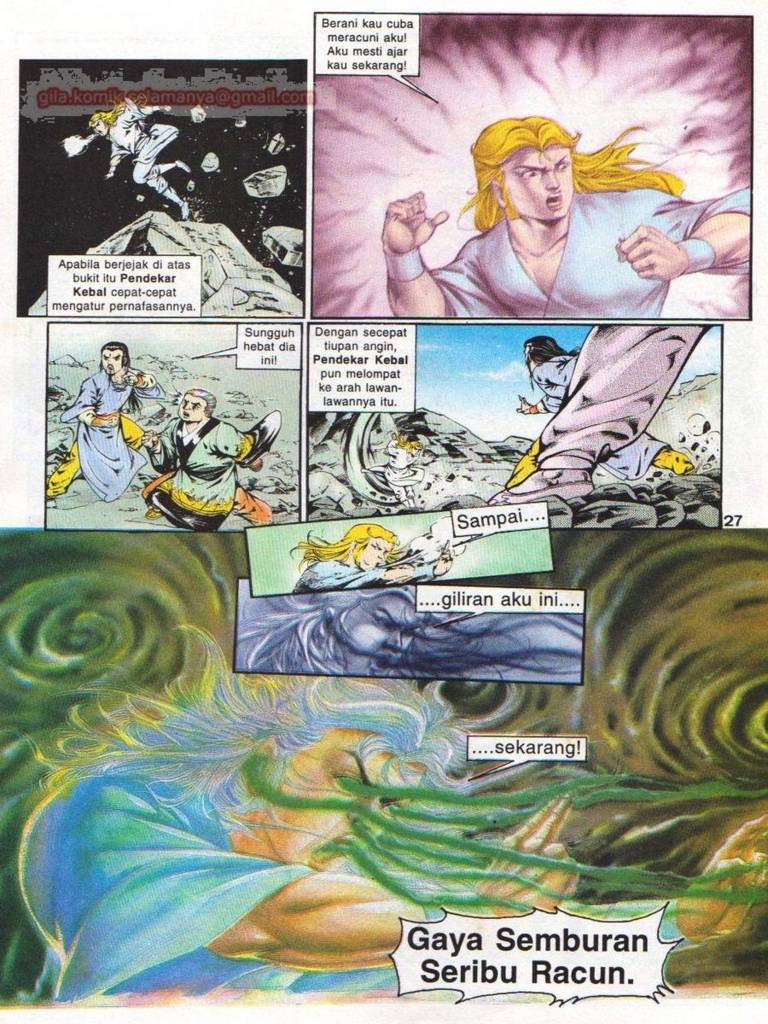 gila.komik.selamanya@gmail.com
Apabila berjejak di atas
bukit itu Pendekar
Kebal cepat-cepat
mengatur pernafasannya.
Berani kau cuba
meracuni aku!
Aku mesti ajar
kau sekarang!
Sungguh
hebat dia
ini!
Dengan secepat
tiupan angin,
Pendekar Kebal
pun melompat
ke arah lawan-
lawannya itu.
27
Sampai....
....giliran aku ini....
....sekarang!
Gaya Semburan
Seribu Racun.